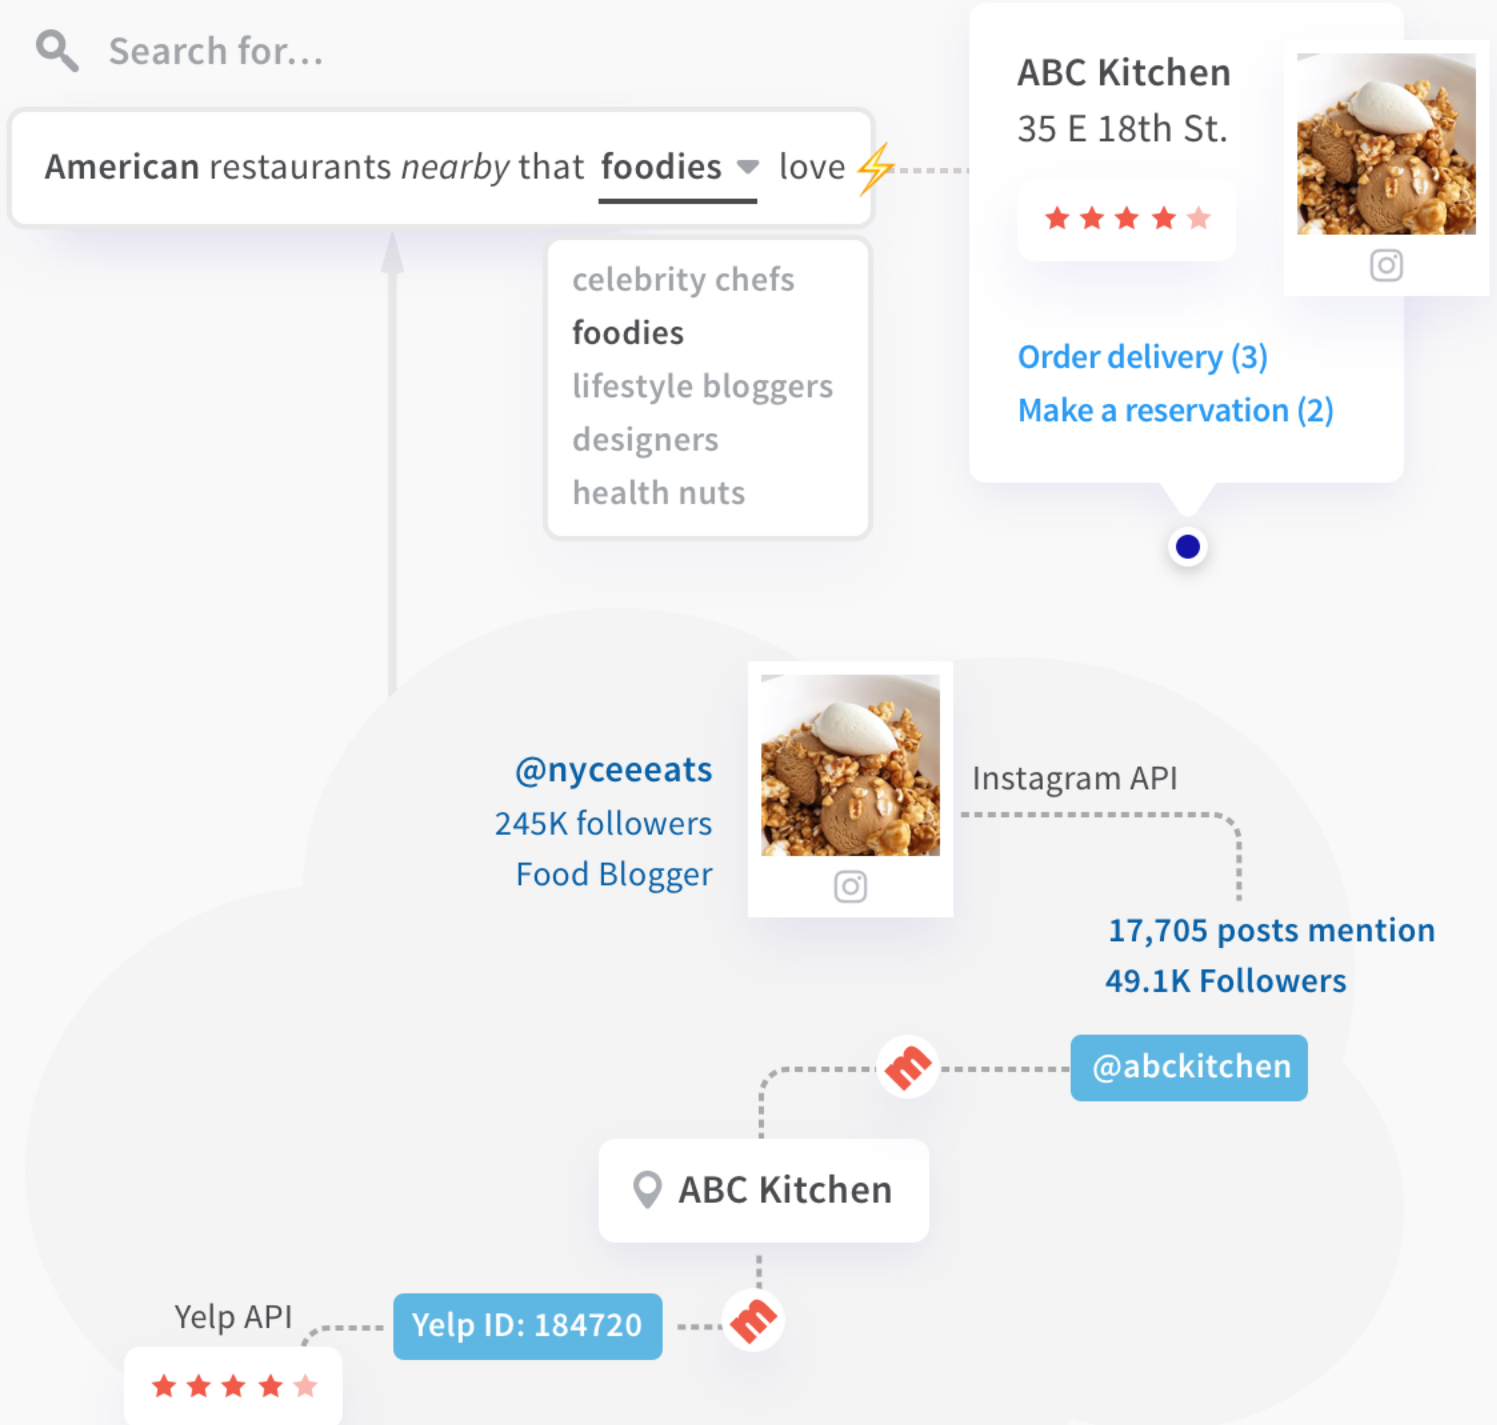 Search for...
American restaurants nearby that foodies love
celebrity chefs
foodies
lifestyle bloggers
designers
health nuts
ABC Kitchen
35 E 18th St.
Order delivery (3)
Make a reservation (2)
@nyceeeats
245K followers
Food Blogger
Instagram API
17,705 posts mention
49.1K Followers
@abckitchen
m
ABC Kitchen
m
Yelp ID: 184720
Yelp API